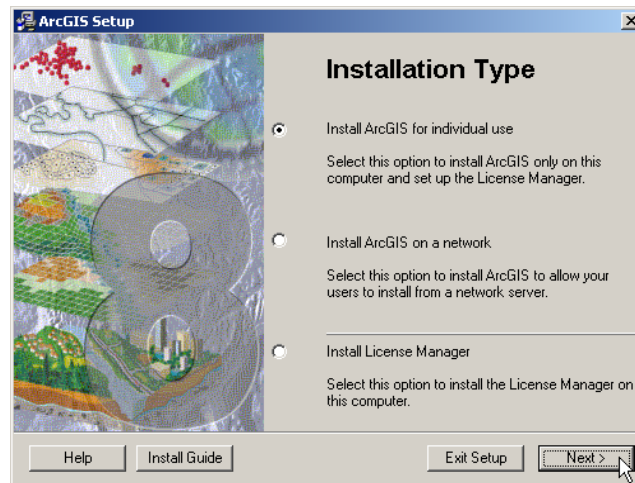 ArcGIS Setup
Installation Type
Install ArcGIS for individual use
Select this option to install ArcGIS only on this
computer and set up the License Manager.
Install ArcGIS on a network
Select this option to install ArcGIS to allow your
users to install from a network server.
Install License Manager
Select this option to install the License Manager on
this computer.
8
Help
Install Guide
Exit Setup
Next >